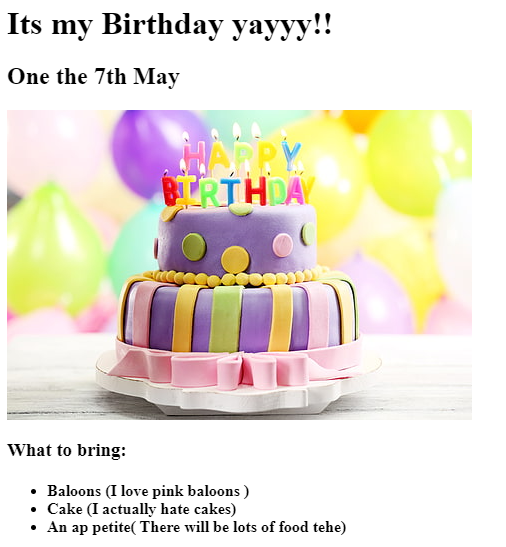 Its my Birthday yayyy!!
One the 7th May
HAPPY
BIRTHDAY
What to bring:
Baloons (I love pink baloons )
Cake (I actually hate cakes)
An ap petite( There will be lots of food tehe)